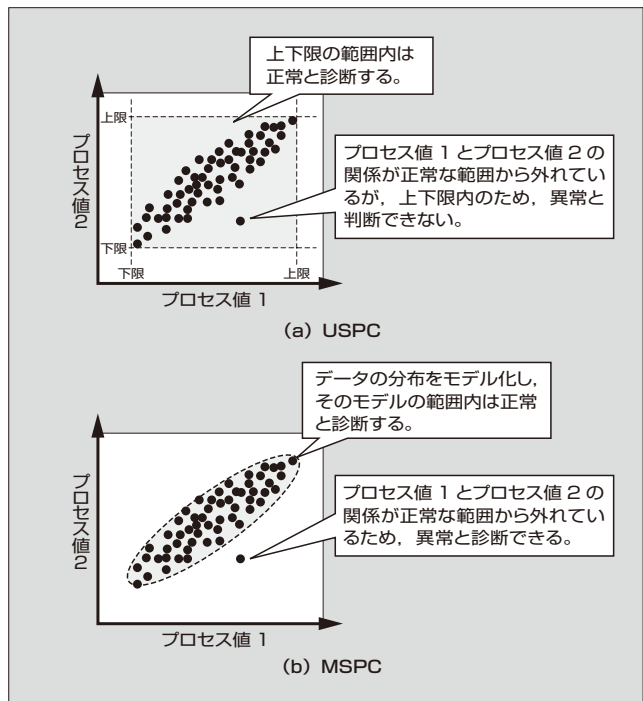 上下限の範囲内は
正常と診断する。
上限
プロセス値2
プロセス値 1 とプロセス値 2 の
関係が正常な範囲から外れてい
るが，上下限内のため，異常と
判断できない。
下限
下限
上限
プロセス値 1
(a) USPC
データの分布をモデル化し，
そのモデルの範囲内は正常
と診断する。
プロセス値2
プロセス値 1 とプロセス値 2 の
関係が正常な範囲から外れてい
るため，異常と診断できる。
プロセス値 1
(b) MSPC